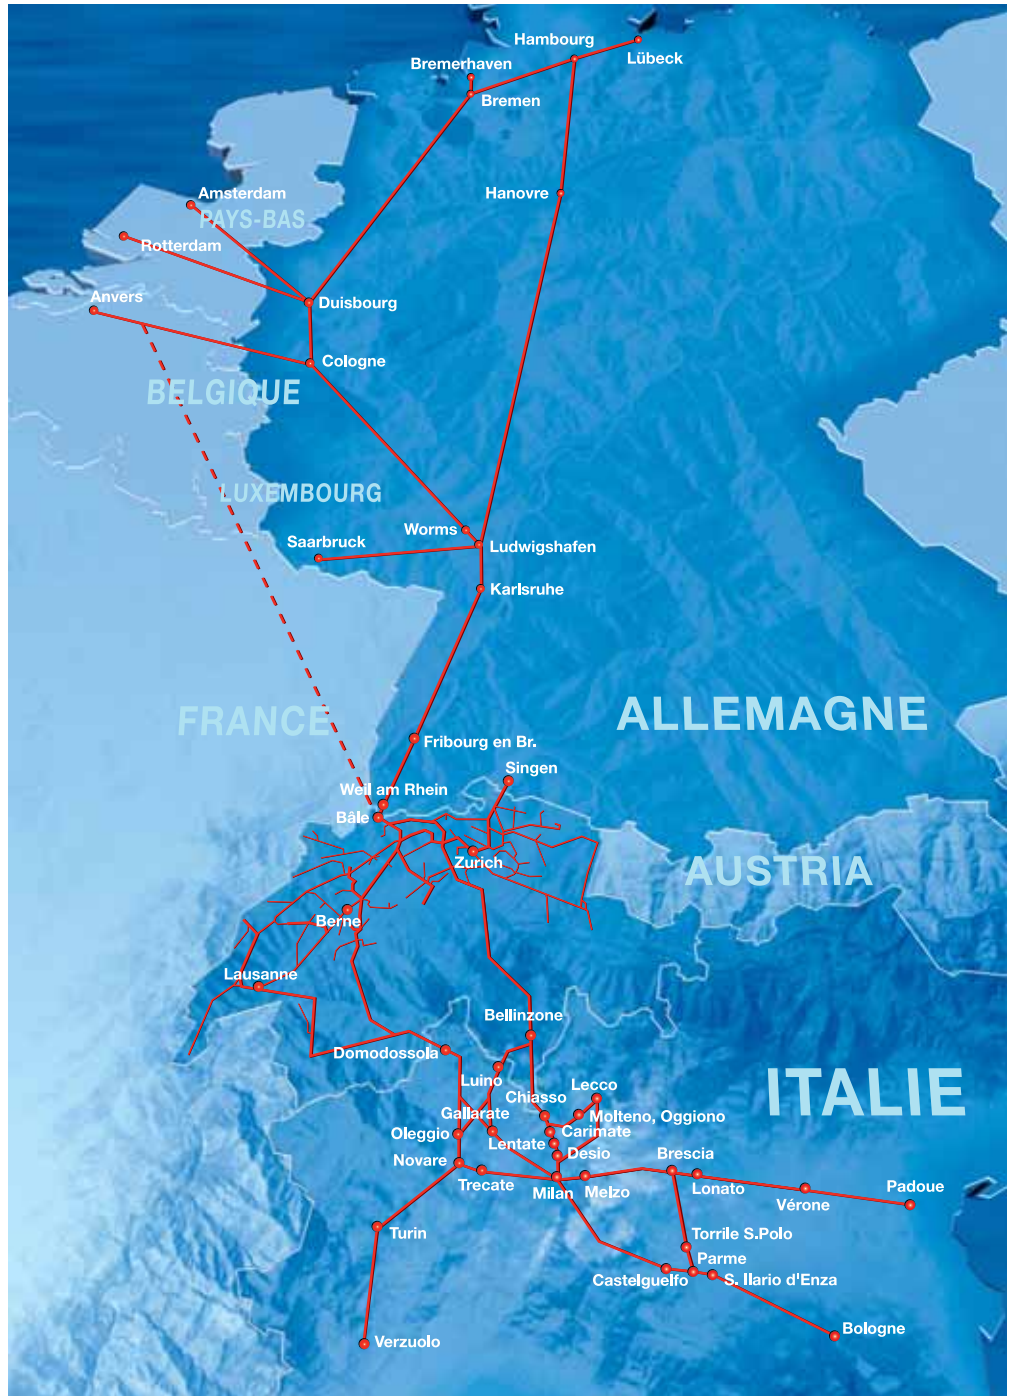 Hambourg
Lübeck
Bremerhaven
Bremen
Hanovre
Amsterdam
PAYS-BAS
Rotterdam
Anvers
Duisbourg
Cologne
BELGIQUE
LUXEMBOURG
Worms
Saarbruck
Ludwigshafen
Karlsruhe
FRANCE
ALLEMAGNE
Fribourg en Br.
Singen
Weil am Rhein
Bâle
Zurich
AUSTRIA
Berne
Lausanne
Bellinzone
Domodossola
Luino
Lecco
Chiasso
ITALIE
Gallarate
Molteno, Oggiono
Oleggio
Carimate
Lentate
Desio
Novare
Brescia
Trecate
Milan
Melzo
Lonato
Vérone
Padoue
Turin
Torrile S.Polo
Parme
Castelguelfo
S. Ilario d'Enza
Bologne
Verzuolo